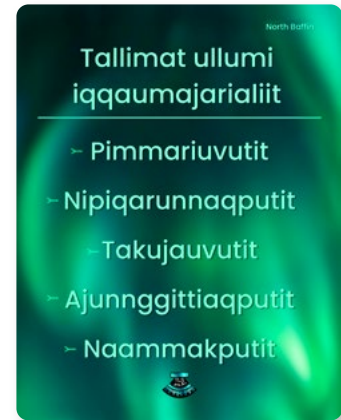 North Baffin
Tallimat ullumi
iqqaumajarialiit
➳ Pimmariuvutit
➳ Nipiqarunnaqputit
➳ Takujauvutit
➳ Ajunnggittiaqputit
➳ Naammakputit